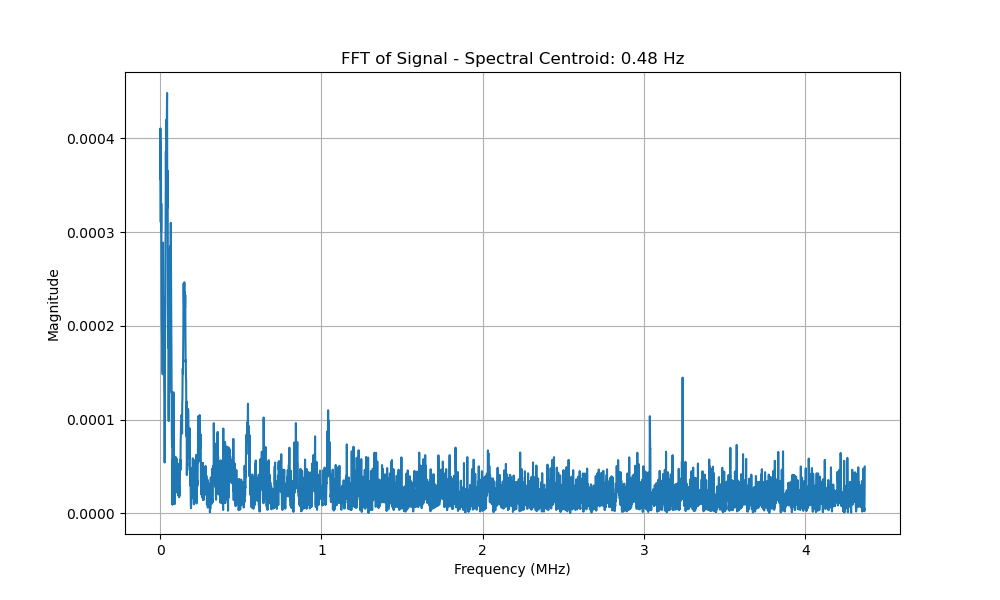 FFT of Signal - Spectral Centroid: 0.48 Hz
0.0004
0.0003
0.0002
0.0001
0.0000
Magnitude
0 1 2 3 4
Frequency (MHz)